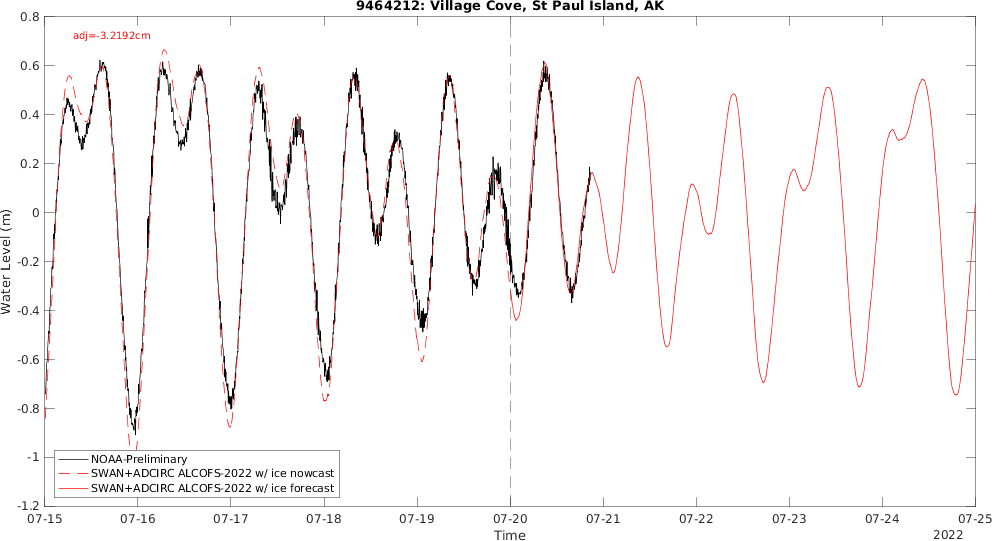 9464212: Village Cove, St Paul Island, AK
adj=-3.2192cm
0.8
0.6
0.4
0.2
0
-0.2
-0.4
-0.6
-0.8
-1
-1.2
Water Level (m)
NOAA-Preliminary
SWAN+ADCIRC ALCOFS-2022 w/ ice nowcast
SWAN+ADCIRC ALCOFS-2022 w/ ice forecast
07-15 07-16 07-17 07-18 07-19 07-20 07-21 07-22 07-23 07-24 07-25
Time
2022